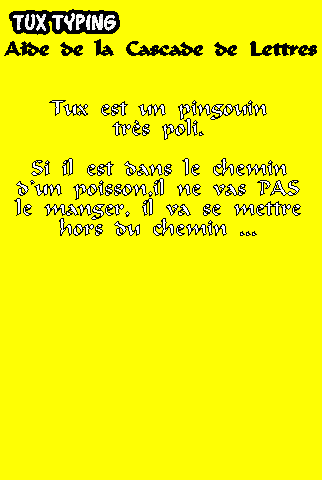 TUX TYPING
Aide de la Cascade de Lettres
Tux est un pingouin
très poli.
Si il est dans le chemin
d'un poisson,il ne vas PAS
le manger, il va se mettre
hors du chemin ...